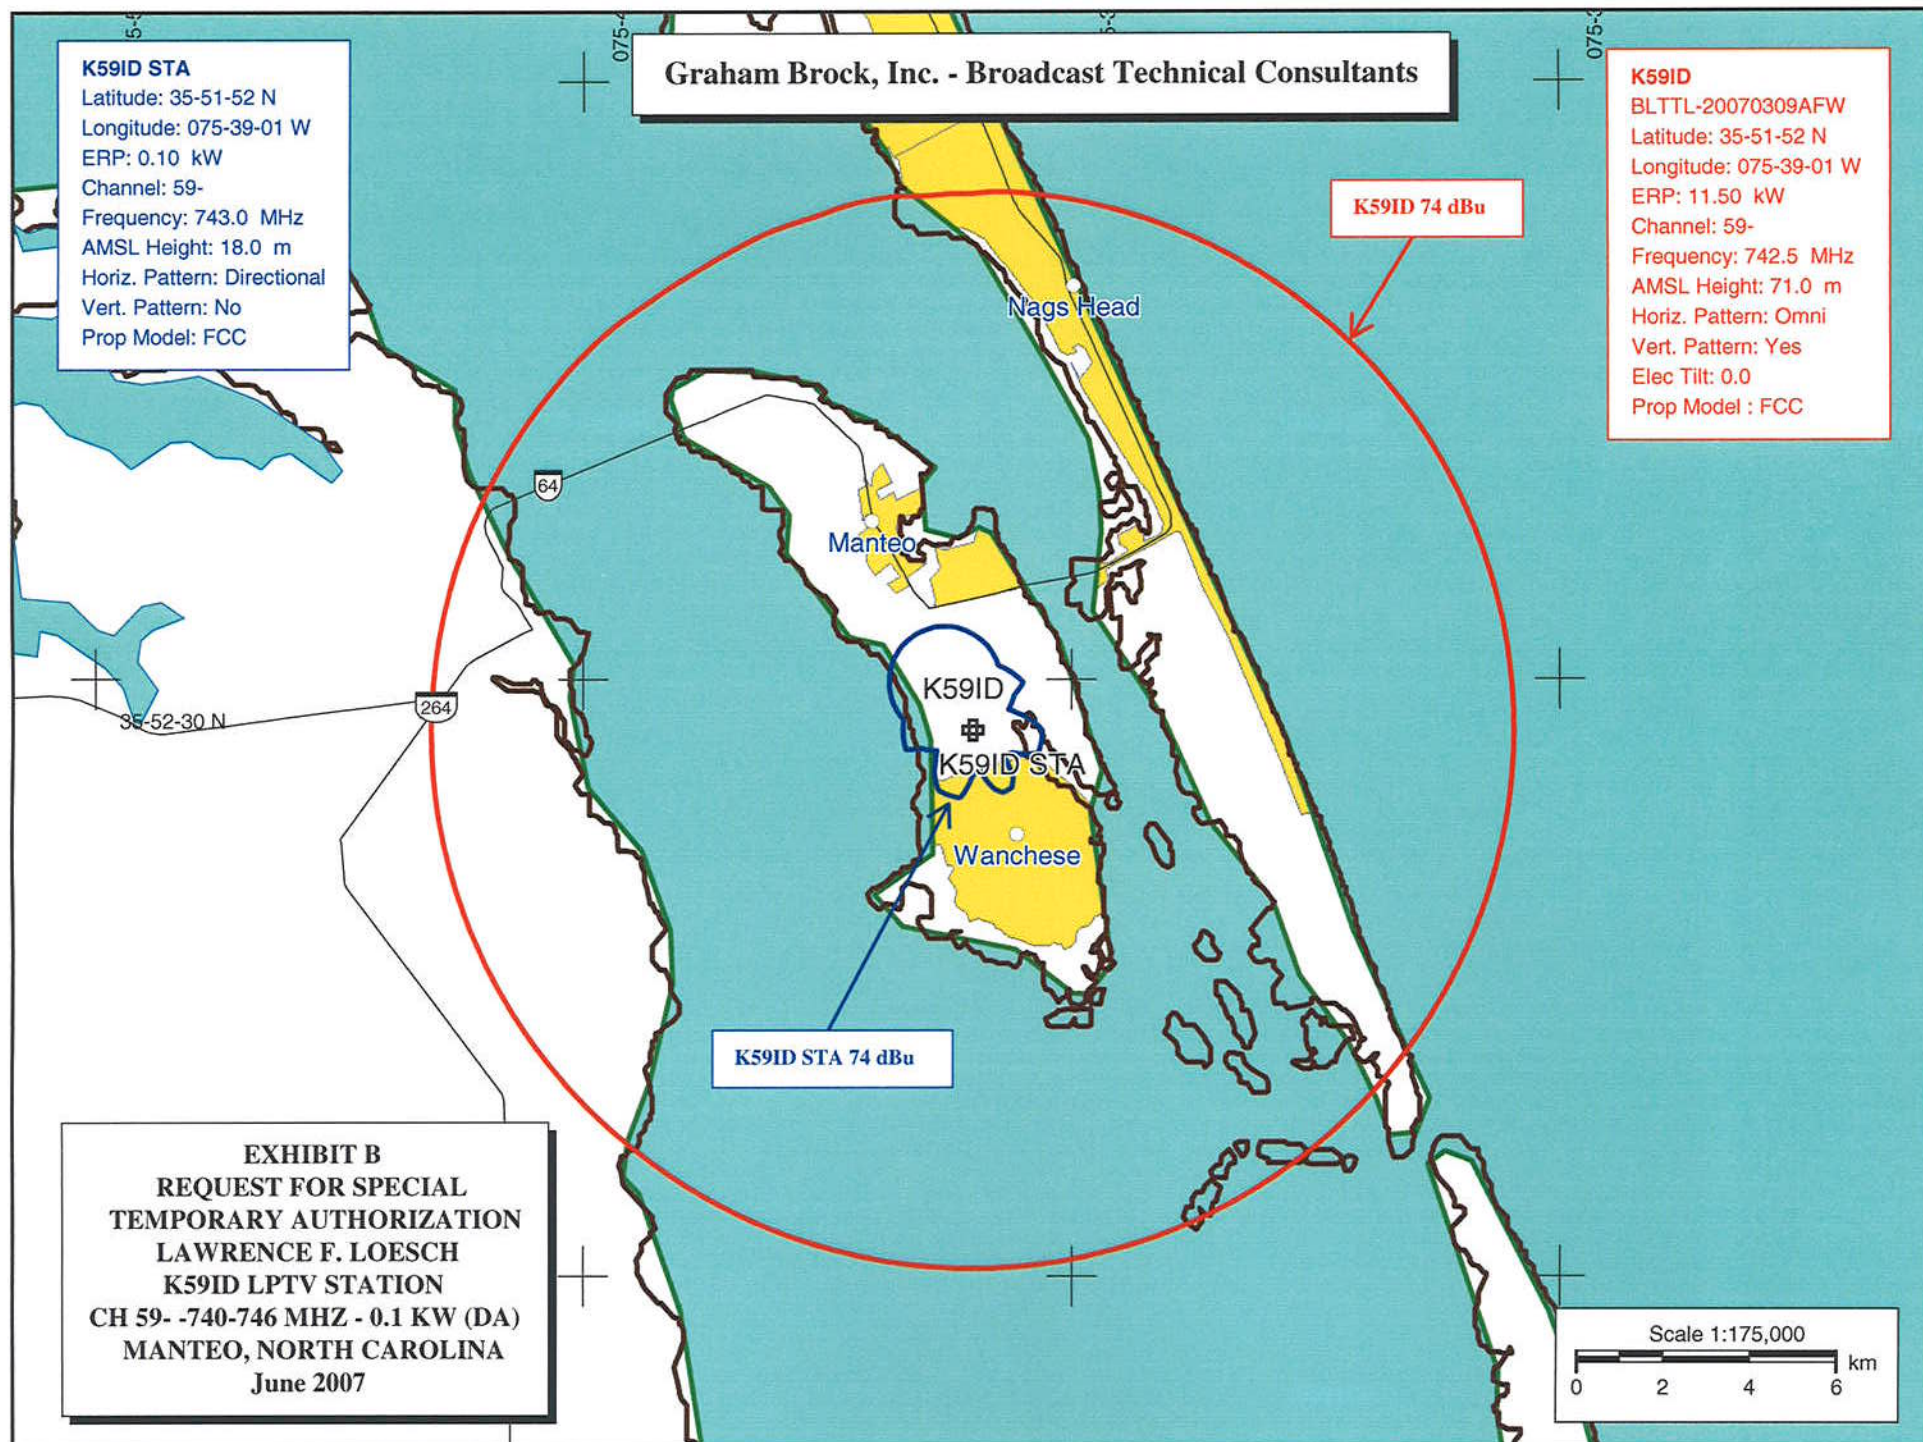 Graham Brock, Inc. - Broadcast Technical Consultants
K59ID STA
Latitude: 35-51-52 N
Longitude: 075-39-01 W
ERP: 0.10 kW
Channel: 59-
Frequency: 743.0 MHz
AMSL Height: 18.0 m
Horiz. Pattern: Directional
Vert. Pattern: No
Prop Model: FCC
K59ID
BLTTL-20070309AFW
Latitude: 35-51-52 N
Longitude: 075-39-01 W
ERP: 11.50 kW
Channel: 59-
Frequency: 742.5 MHz
AMSL Height: 71.0 m
Horiz. Pattern: Omni
Vert. Pattern: Yes
Elec Tilt: 0.0
Prop Model : FCC
K59ID 74 dBu
Nags Head
64
Manteo
K59ID
264
35-52-30 N
K59ID STA
Wanchese
K59ID STA 74 dBu
EXHIBIT B
REQUEST FOR SPECIAL
TEMPORARY AUTHORIZATION
LAWRENCE F. LOESCH
K59ID LPTV STATION
CH 59- -740-746 MHZ - 0.1 KW (DA)
MANTEO, NORTH CAROLINA
June 2007
Scale 1:175,000
km
0 2 4 6